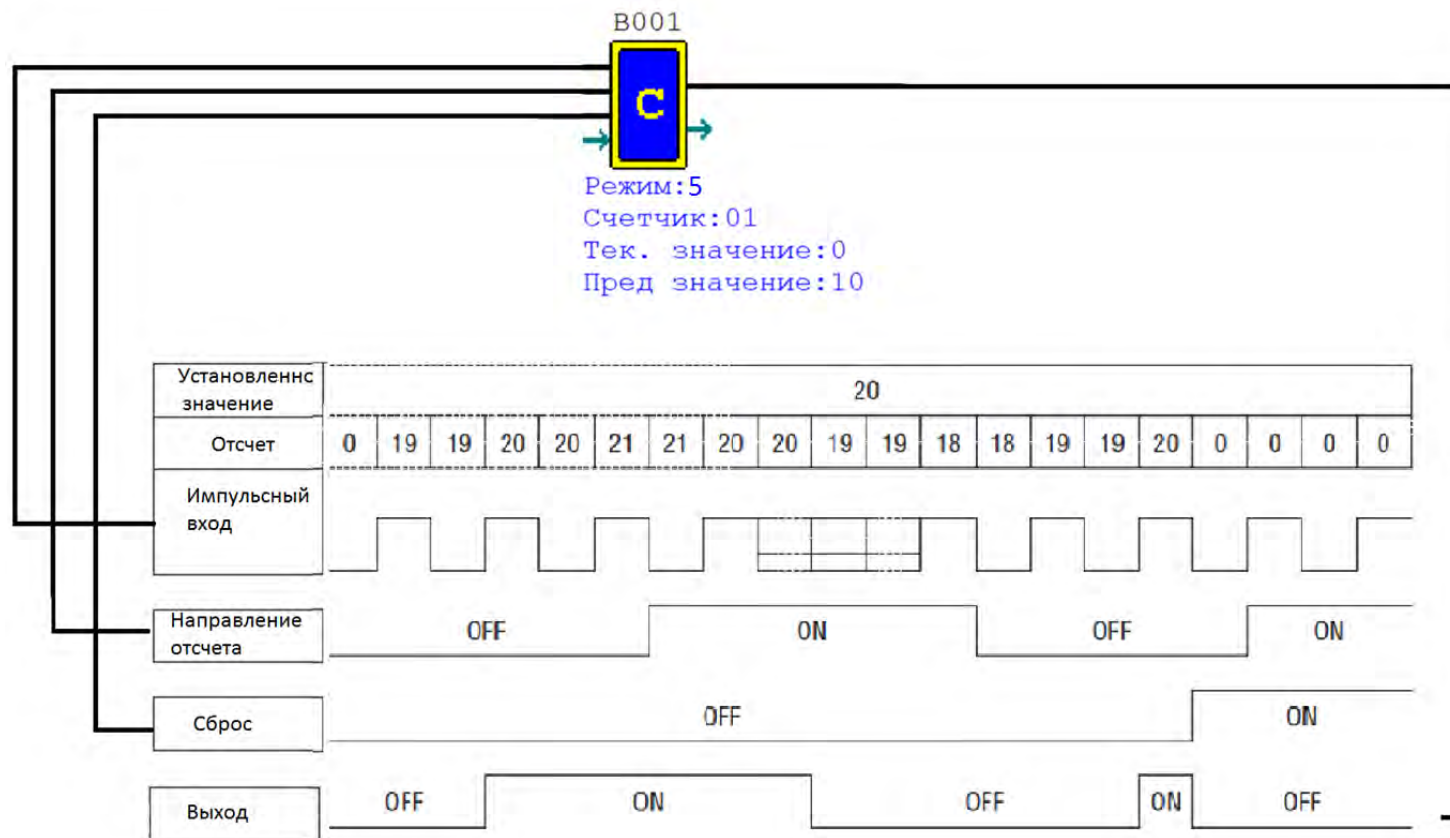 B001
C
Режим:5
Счетчик:01
Тек. значение:0
Пред значение:10
Установленнс
значение
20
Отсчет 0 19 19 20 20 21 21 20 20 19 19 18 18 19 19 20 0 0 0 0
Импульсный
вход
Направление
отсчета
OFF ON OFF ON
Сброс
OFF ON
Выход
OFF ON OFF ON OFF